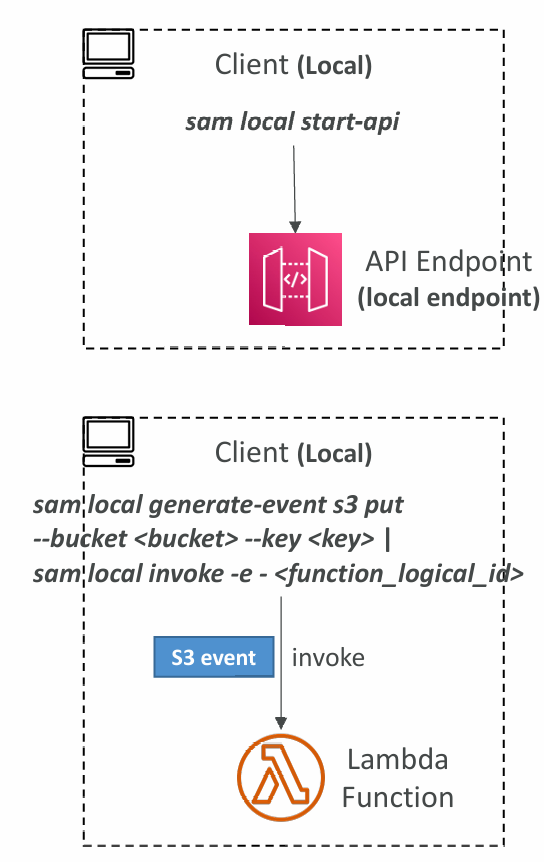 Client (Local)
sam local start-api
</>
API Endpoint
(local endpoint)
Client (Local)
sam local generate-event s3 put
--bucket <bucket> --key <key> |
sam local invoke -e - <function_logical_id>
S3 event
invoke
Lambda
Function